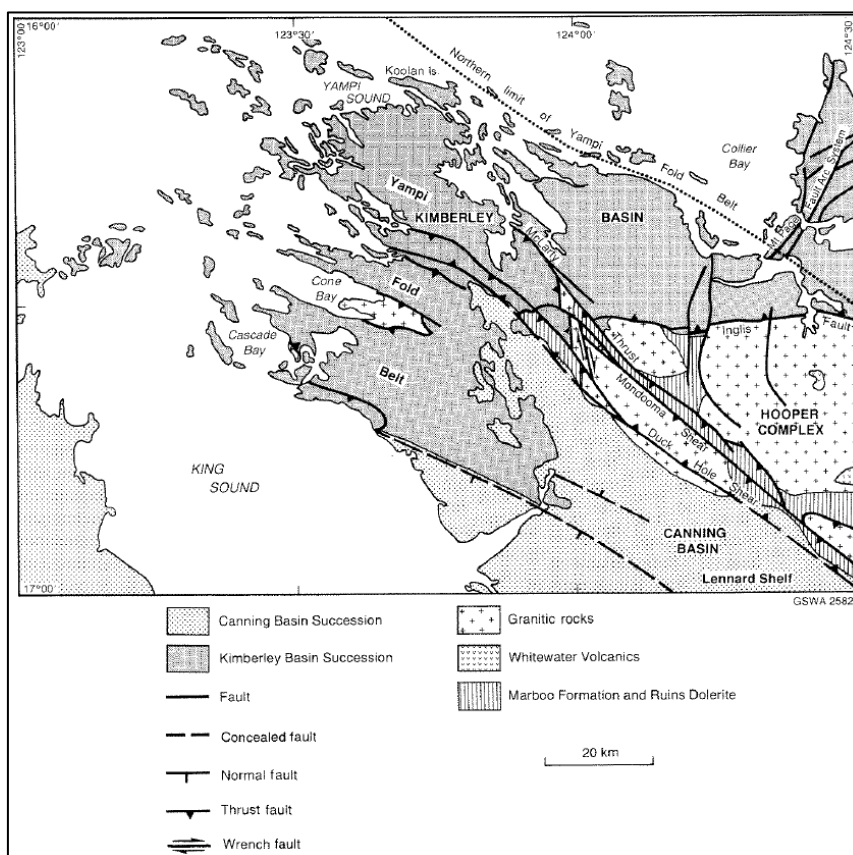 16°00'
123°00'
123°30'
124°00'
124°30'
Koolan Is
YAMPI
SOUND
Northern limit of Yampi Fold Belt
Collier
Bay
Mt Page Fault Arc System
Yampi
KIMBERLEY
BASIN
McLarty
Cone
Bay
Fold
Cascade
Bay
Inglis Fault
Thrust
Belt
Mondooma Shear
HOOPER
COMPLEX
Duck Hole Shear
KING
SOUND
CANNING
BASIN
Lennard Shelf
17°00'
GSWA 2582
Canning Basin Succession
Granitic rocks
Kimberley Basin Succession
Whitewater Volcanics
Fault
Marboo Formation and Ruins Dolerite
Concealed fault
20 km
Normal fault
Thrust fault
Wrench fault